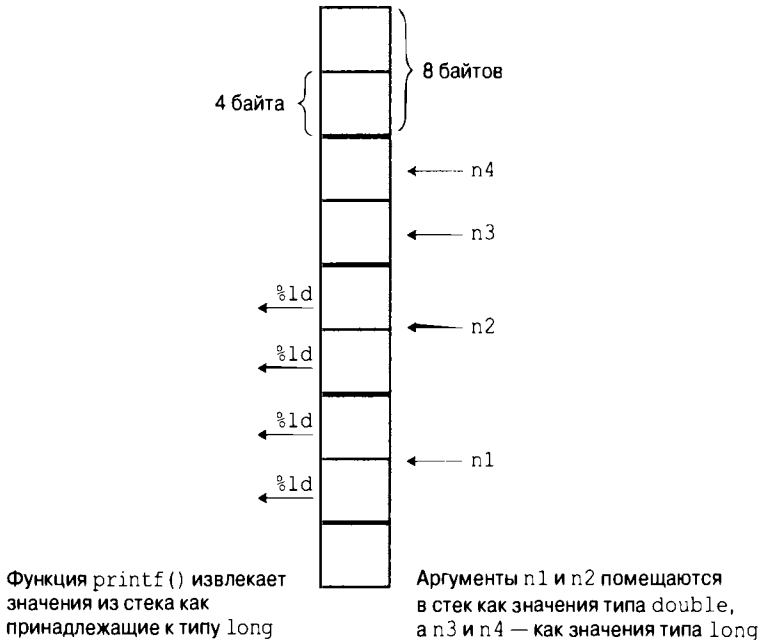 8 байтов
4 байта
n4
n3
%ld
n2
%ld
%ld
n1
%ld
Функция printf() извлекает
значения из стека как
принадлежащие к типу long
Аргументы n1 и n2 помещаются
в стек как значения типа double,
а n3 и n4 — как значения типа long